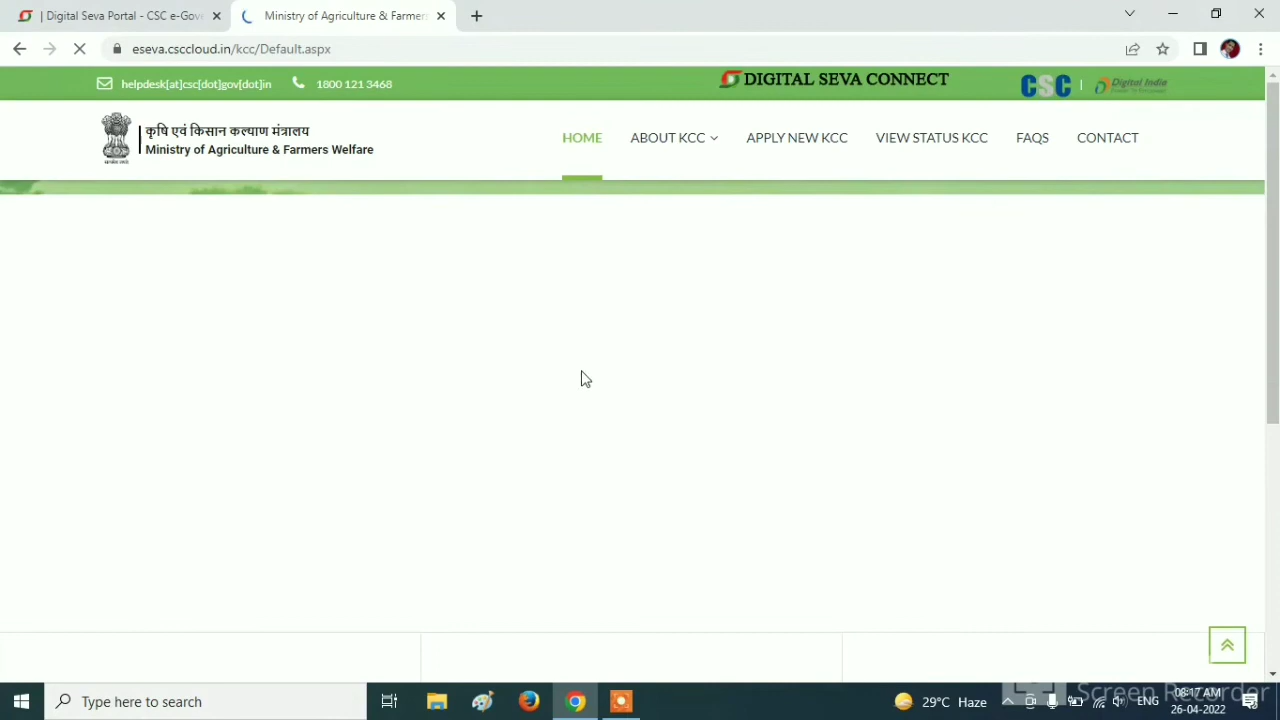 | Digital Seva Portal - CSC e-Gov
Ministry of Agriculture & Farmers
eseva.csccloud.in/kcc/Default.aspx
helpdesk[at]csc[dot]gov[dot]in
1800 121 3468
DIGITAL SEVA CONNECT
CSC
Digital India
कृषि एवं किसान कल्याण मंत्रालय
Ministry of Agriculture & Farmers Welfare
HOME
ABOUT KCC
APPLY NEW KCC
VIEW STATUS KCC
FAQS
CONTACT
Type here to search
29°C Haze
ENG
08:17 AM
26-04-2022
Screen Recorder